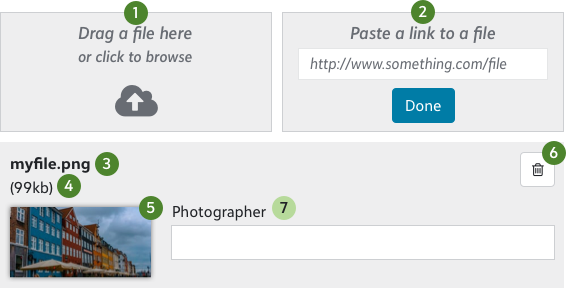 1
Drag a file here
or click to browse
2
Paste a link to a file
http://www.something.com/file
Done
myfile.png 3
(99kb) 4
5
6
Photographer 7